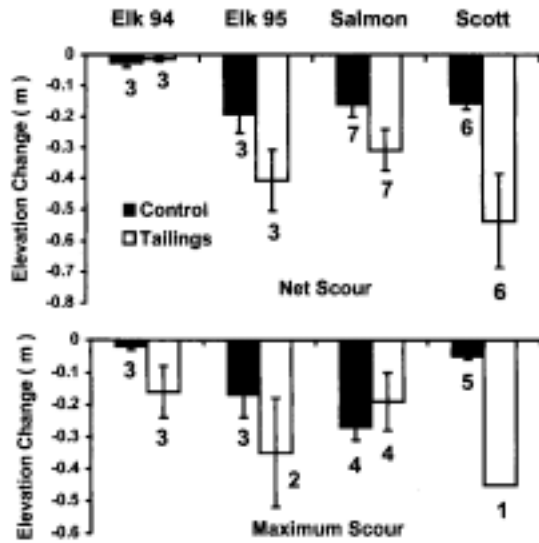 Elk 94 Elk 95 Salmon Scott
Elevation Change ( m )
0
-0.1
-0.2
-0.3
-0.4
-0.5
-0.6
-0.7
-0.8
3 3 3 3 7 7 6 6
Control
Tailings
Net Scour
Elevation Change ( m )
0
-0.1
-0.2
-0.3
-0.4
-0.5
-0.6
3 3 3 2 4 4 5 1
Maximum Scour